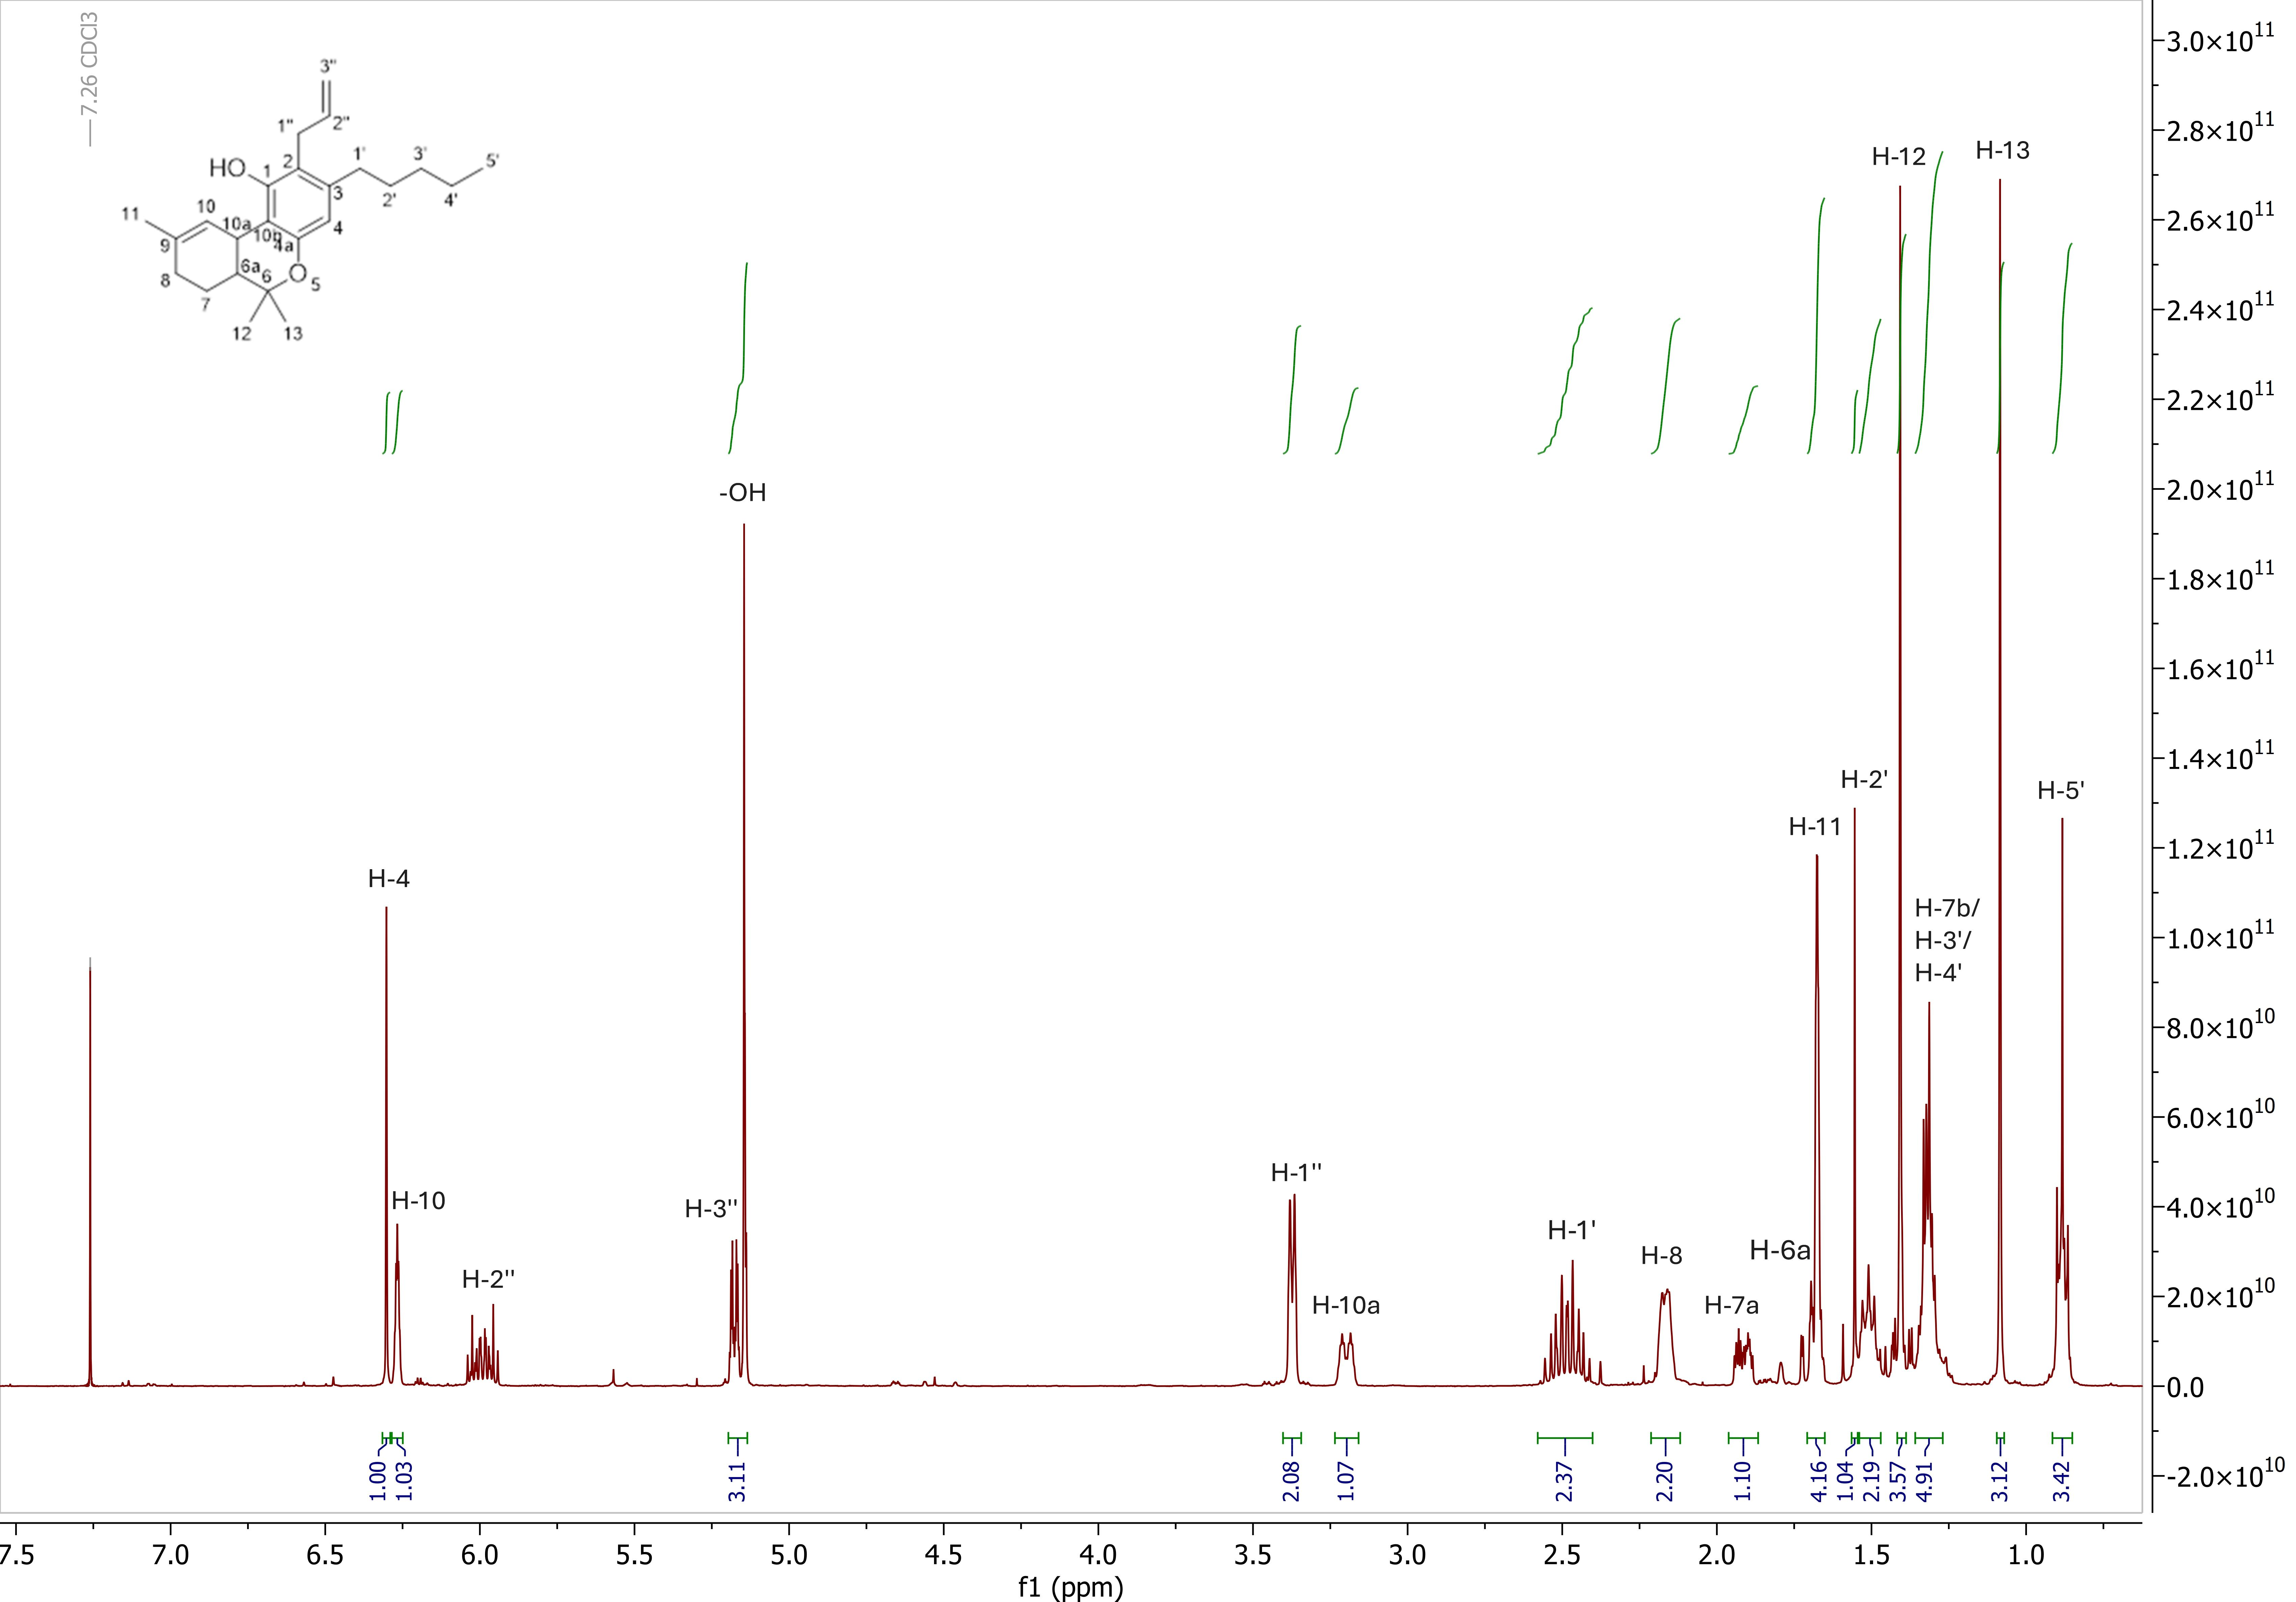 —7.26 CDCl3
3''
1''
2''
HO
1
2
1'
3'
5'
3
2'
4'
11
10
10a
10b
4
9
4a
6a
6
O
5
8
7
12
13
H-12
H-13
-OH
H-2'
H-5'
H-11
H-4
H-7b/
H-3'/
H-4'
H-10
H-3''
H-1''
H-1'
H-8
H-6a
H-2''
H-10a
H-7a
3.0×10¹¹
2.8×10¹¹
2.6×10¹¹
2.4×10¹¹
2.2×10¹¹
2.0×10¹¹
1.8×10¹¹
1.6×10¹¹
1.4×10¹¹
1.2×10¹¹
1.0×10¹¹
8.0×10¹⁰
6.0×10¹⁰
4.0×10¹⁰
2.0×10¹⁰
0.0
-2.0×10¹⁰
1.00
1.03
3.11
2.08
1.07
2.37
2.20
1.10
4.16
1.04
2.19
3.57
4.91
3.12
3.42
7.5 7.0 6.5 6.0 5.5 5.0 4.5 4.0 3.5 3.0 2.5 2.0 1.5 1.0
f1 (ppm)